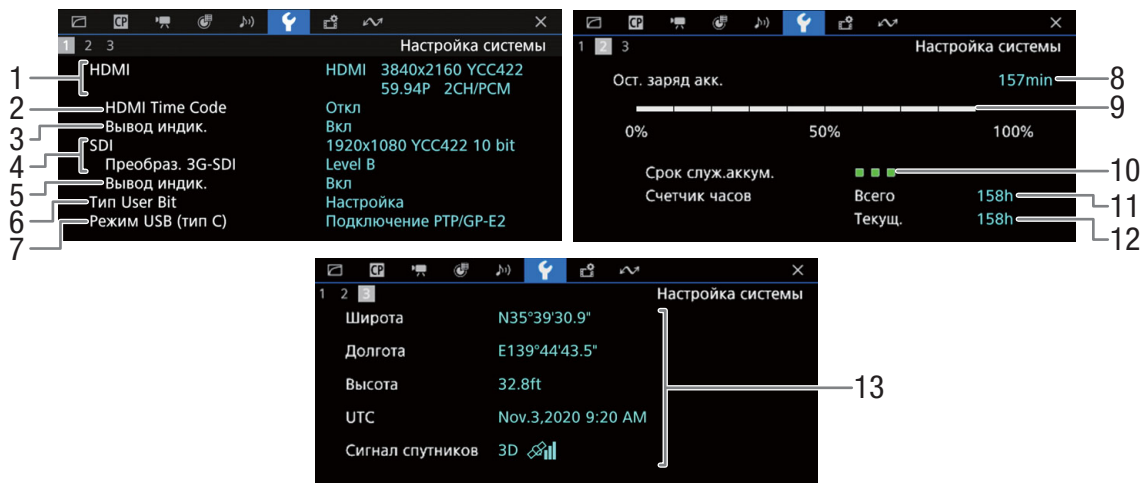 CP
1 2 3
Настройка системы
1
HDMI
HDMI 3840x2160 YCC422
59.94P 2CH/PCM
2
HDMI Time Code
Откл
3
Вывод индик.
Вкл
4
SDI
1920x1080 YCC422 10 bit
Преобраз. 3G-SDI
Level B
5
Вывод индик.
Вкл
6
Тип User Bit
Настройка
7
Режим USB (тип C)
Подключение PTP/GP-E2
CP
1 2 3
Настройка системы
Ост. заряд акк.
157min
8
9
0% 50% 100%
Срок служ.аккум.
10
Счетчик часов
Всего
158h
11
Текущ.
158h
12
CP
1 2 3
Настройка системы
Широта
N35°39'30.9"
Долгота
E139°44'43.5"
Высота
32.8ft
13
UTC
Nov.3,2020 9:20 AM
Сигнал спутников
3D